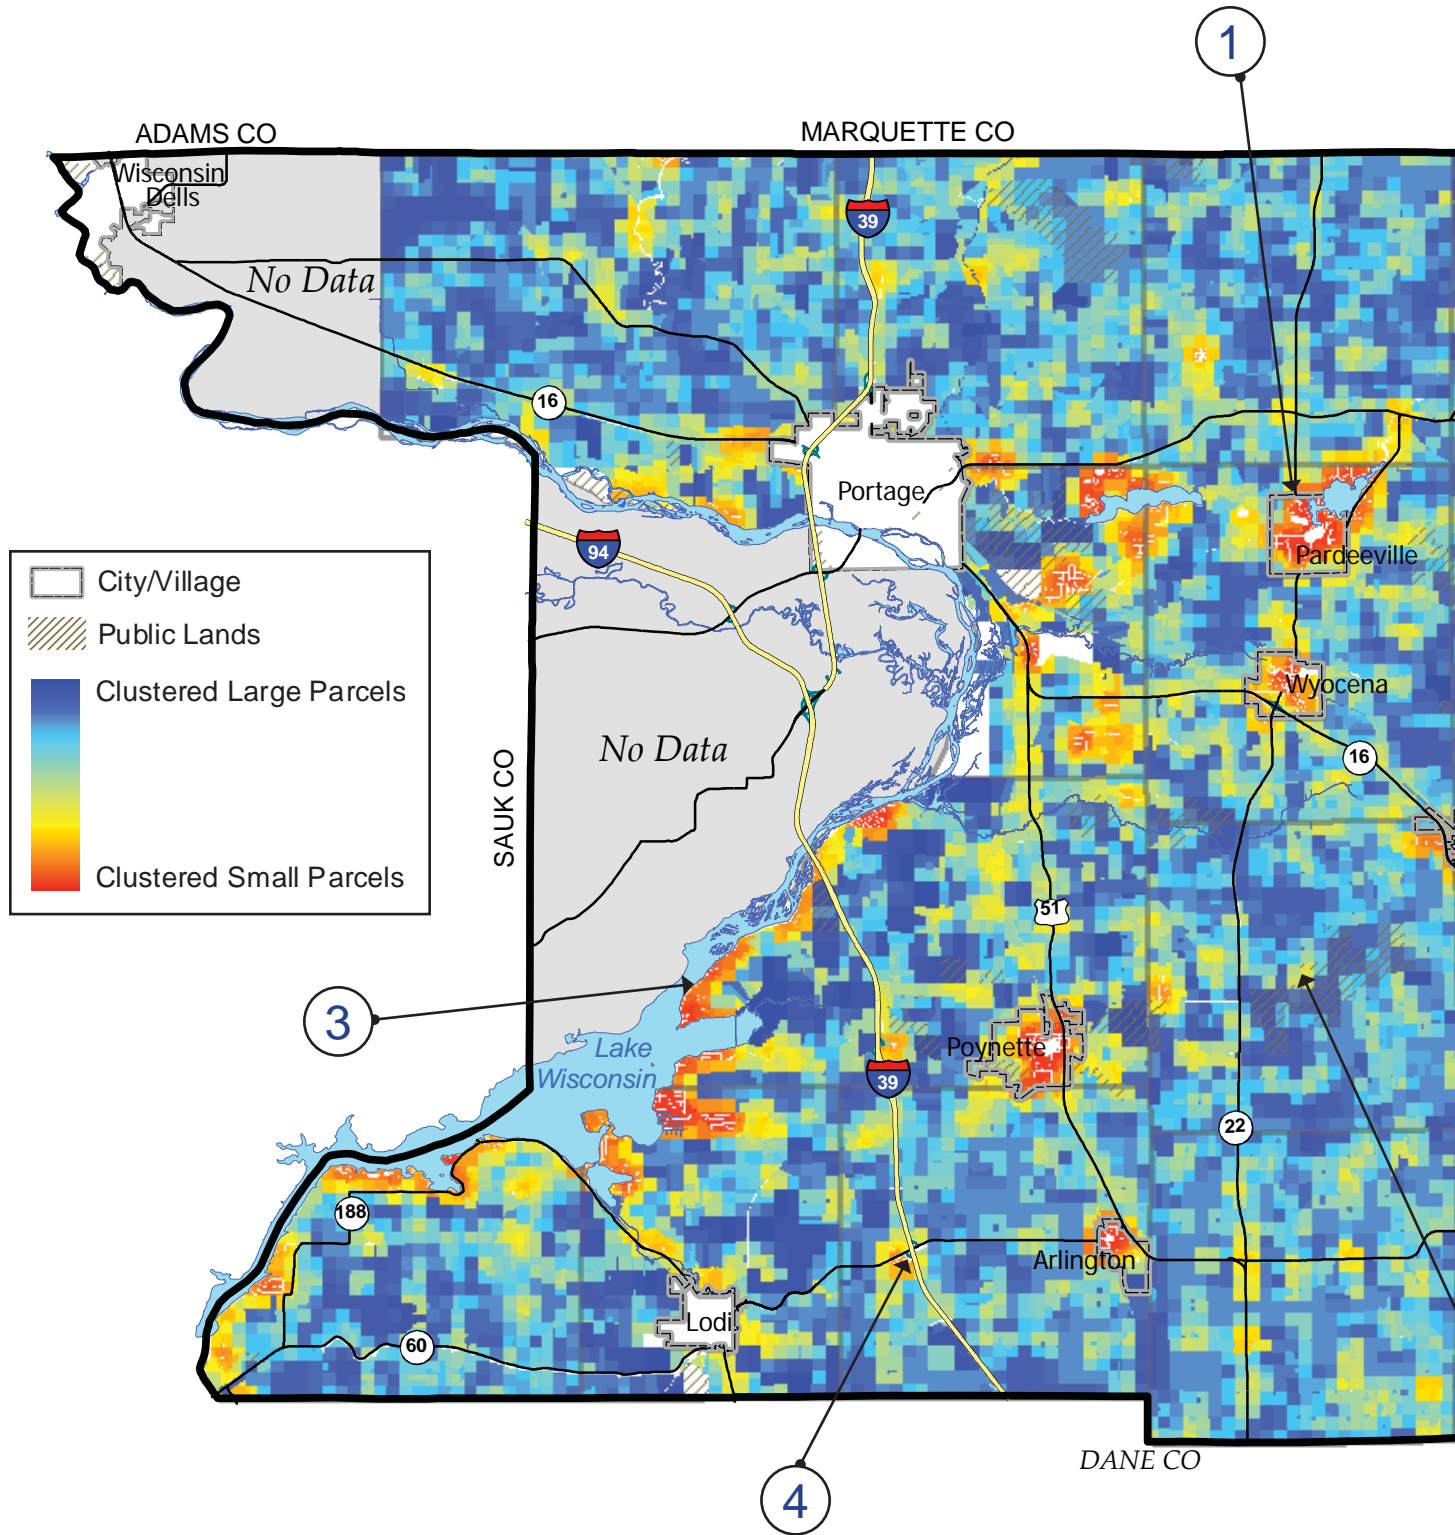 1
ADAMS CO
MARQUETTE CO
Wisconsin
Dells
39
No Data
16
Portage
94
Pardeeville
City/Village
Public Lands
Clustered Large Parcels
Clustered Small Parcels
Wyocena
SAUK CO
No Data
16
51
3
Lake
Wisconsin
Poynette
39
22
188
Arlington
Lodi
60
DANE CO
4